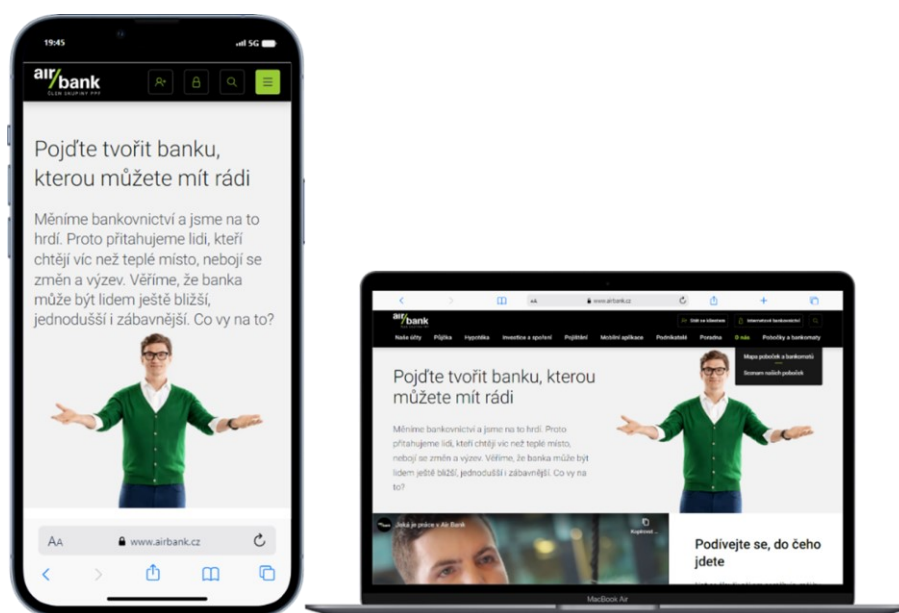 19:45
5G
air bank
ČLEN SKUPINY PPF
Pojďte tvořit banku,
kterou můžete mít rádi
Měníme bankovnictví a jsme na to
hrdí. Proto přitahujeme lidi, kteří
chtějí víc než teplé místo, nebojí se
změn a výzev. Věříme, že banka
může být lidem ještě bližší,
jednodušší i zábavnější. Co vy na to?
AA www.airbank.cz
AA www.airbank.cz
air bank
Stát se klientem Internetové bankovnictví
Naše účty Půjčka Hypotéka Investice a spoření Pojištění Mobilní aplikace Podnikatelé Poradna O nás Pobočky a bankomaty
Mapa poboček a bankomatů
Seznam našich poboček
Pojďte tvořit banku, kterou
můžete mít rádi
Měníme bankovnictví a jsme na to hrdí. Proto
přitahujeme lidi, kteří chtějí víc než teplé místo,
nebojí se změn a výzev. Věříme, že banka může být
lidem ještě bližší, jednodušší i zábavnější. Co vy na
to?
Jaká je práce v Air Bank
Kopírovat ...
Podívejte se, do čeho
jdete
MacBook Air